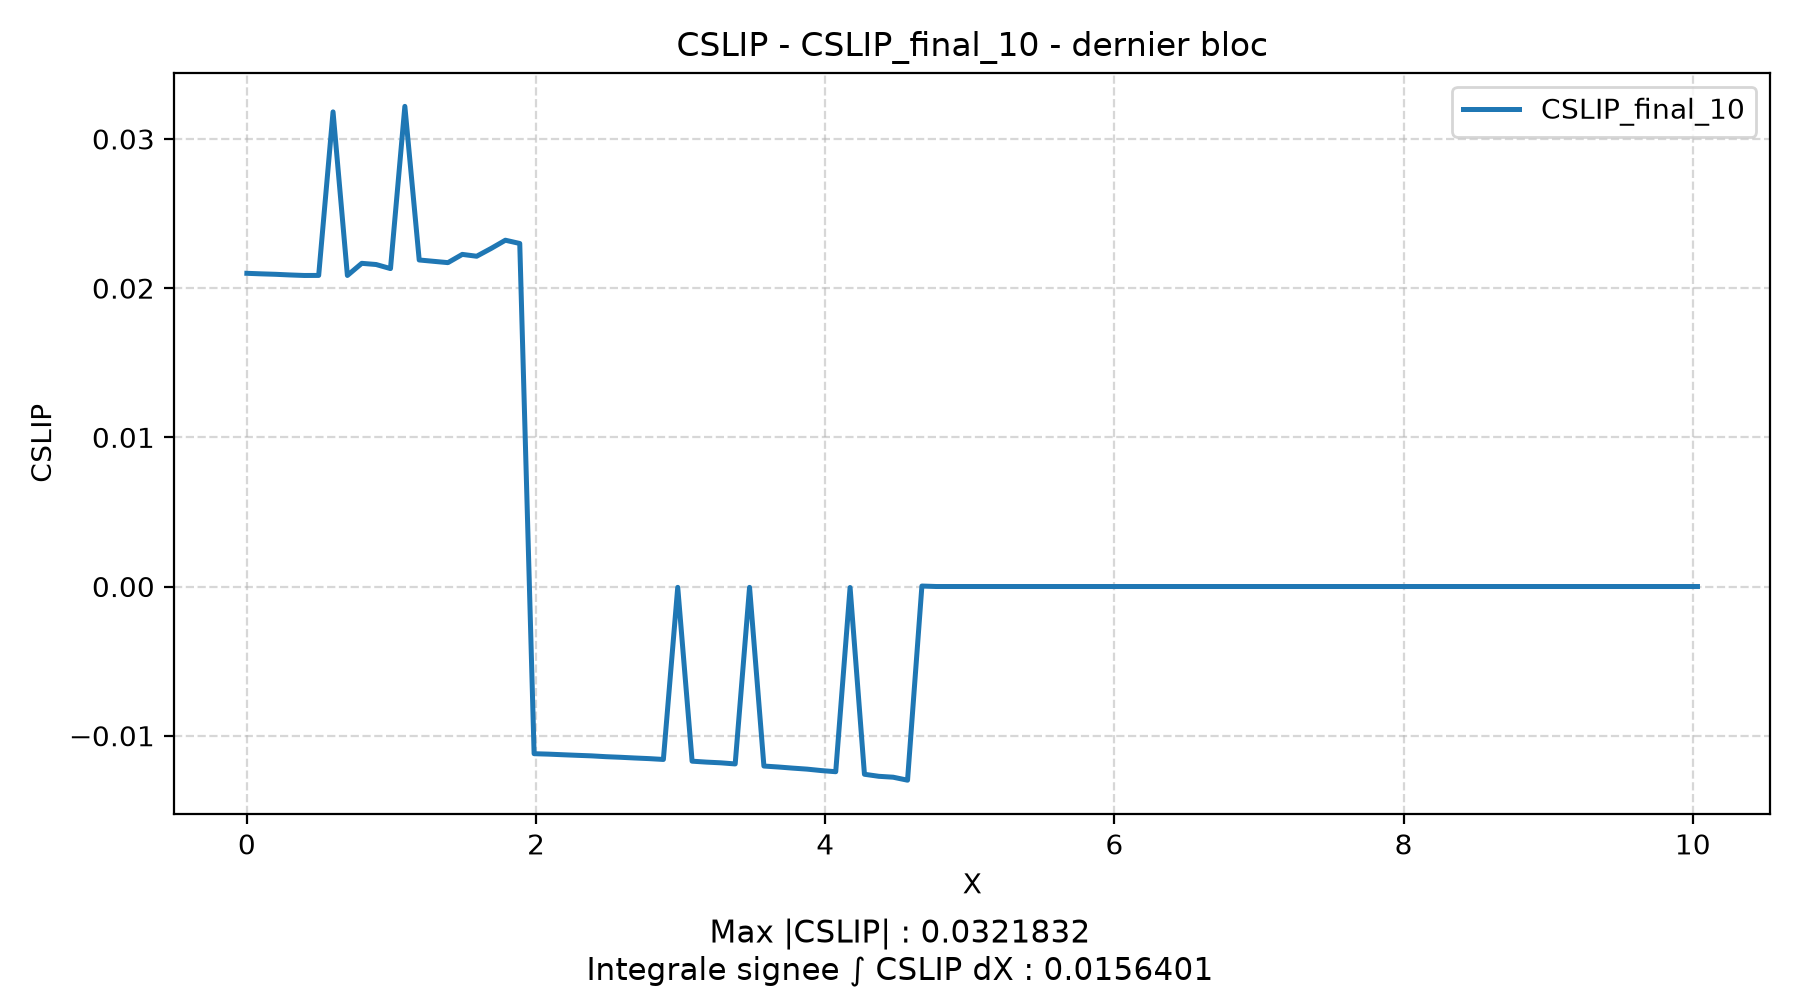 CSLIP - CSLIP_final_10 - dernier bloc
CSLIP_final_10
0.03
0.02
0.01
0.00
−0.01
CSLIP
0 2 4 6 8 10
X
Max |CSLIP| : 0.0321832
Integrale signee ∫ CSLIP dX : 0.0156401